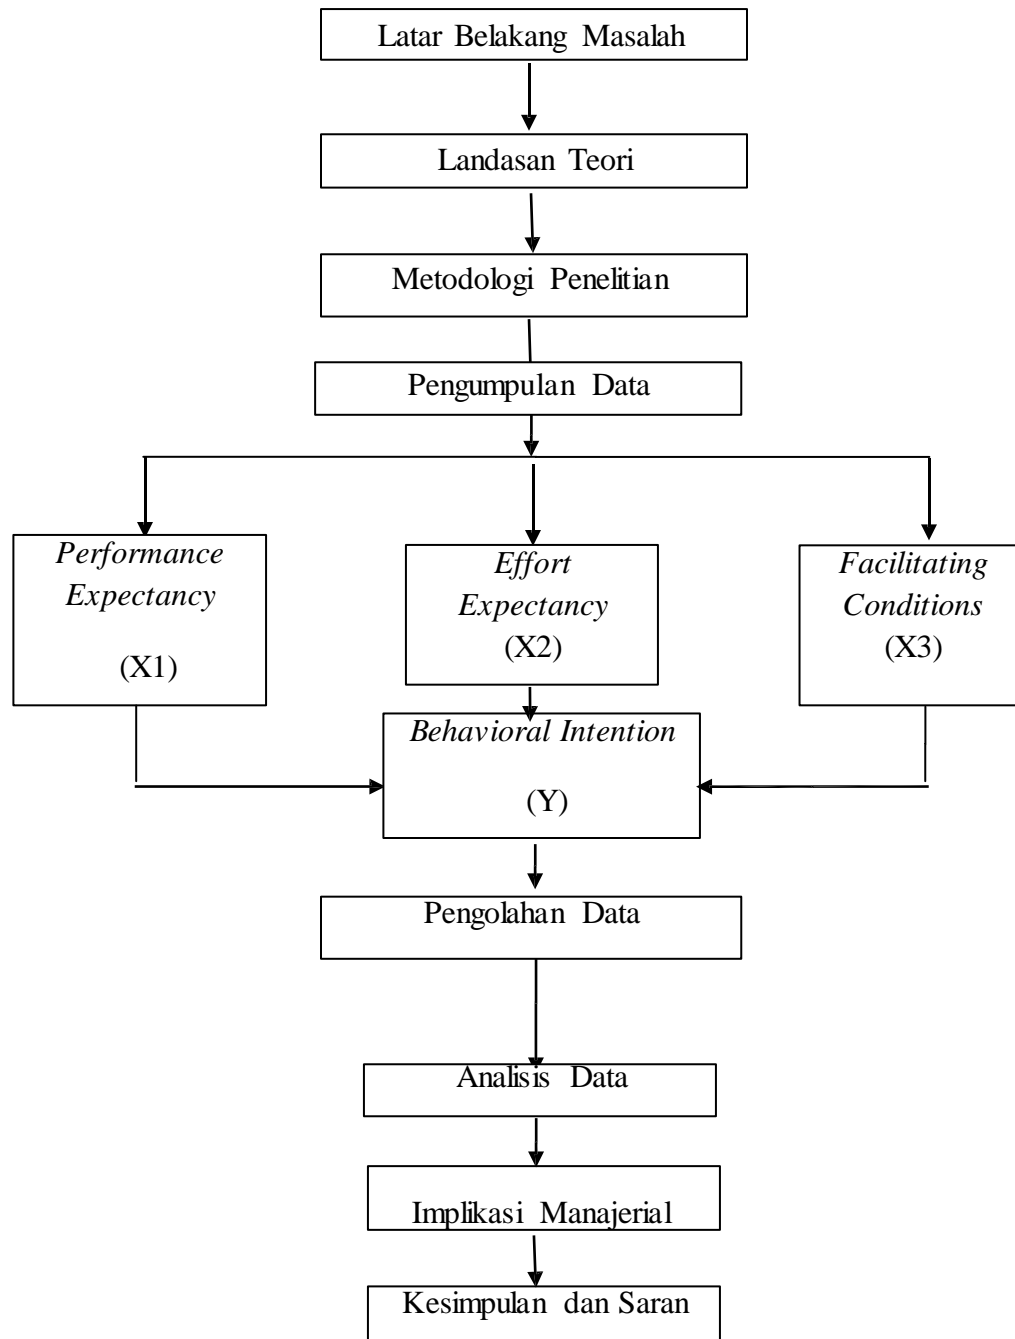 Latar Belakang Masalah
Landasan Teori
Metodologi Penelitian
Pengumpulan Data
Performance
Expectancy
(X1)
Effort
Expectancy
(X2)
Facilitating
Conditions
(X3)
Behavioral Intention
(Y)
Pengolahan Data
Analisis Data
Implikasi Manajerial
Kesimpulan dan Saran